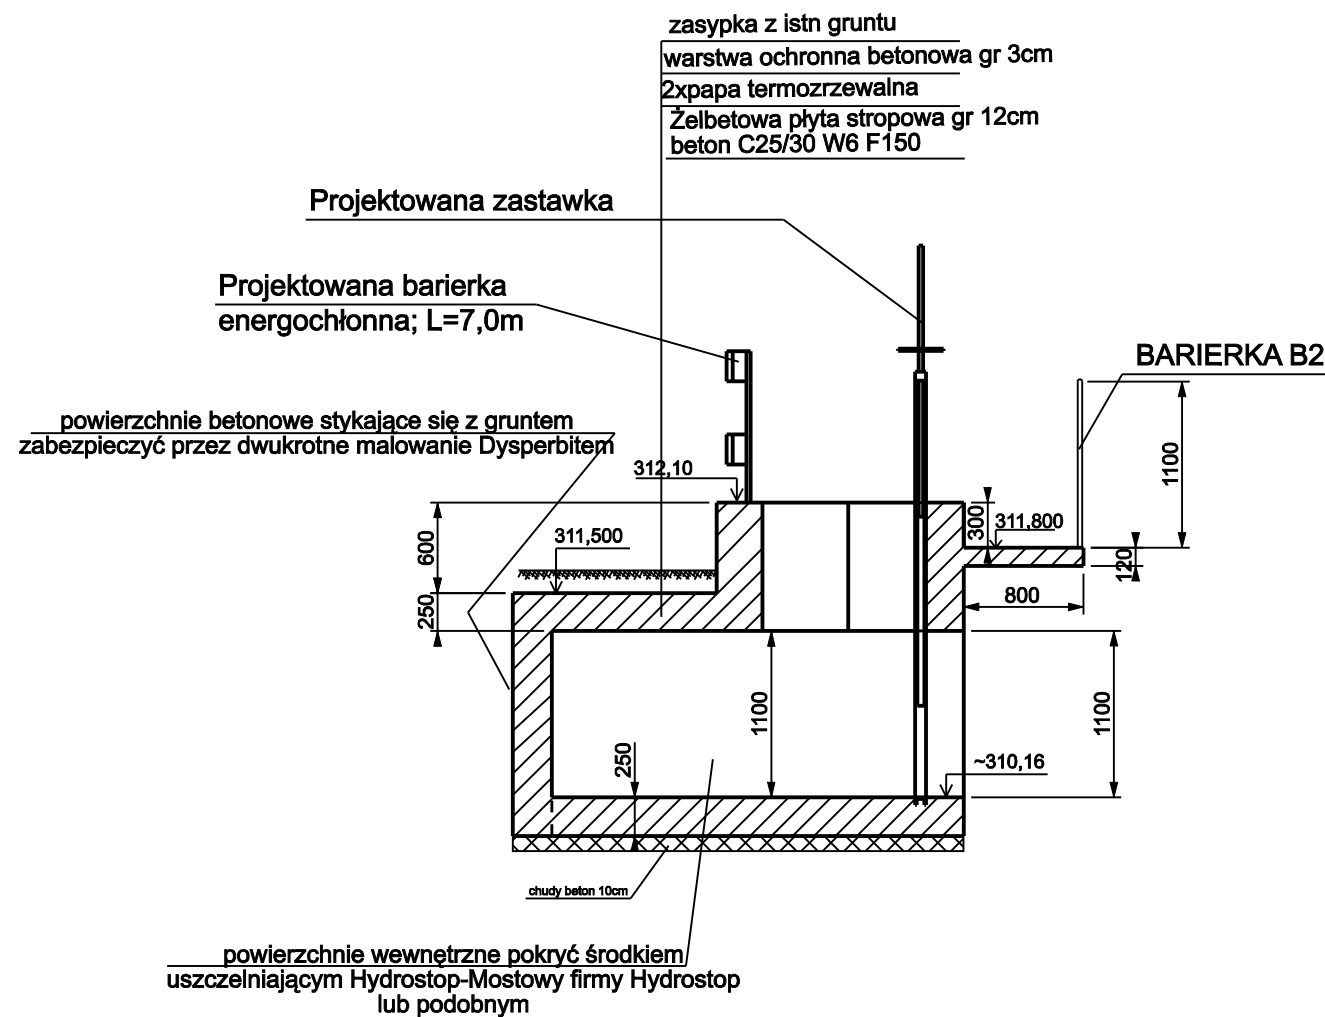 zasypka z istn gruntu
warstwa ochronna betonowa gr 3cm
2xpapa termozrzewalna
Żelbetowa płyta stropowa gr 12cm
beton C25/30 W6 F150
Projektowana zastawka
Projektowana barierka
energochłonna; L=7,0m
BARIERKA B2
powierzchnie betonowe stykające się z gruntem
zabezpieczyć przez dwukrotne malowanie Dysperbitem
312,10
1100
300
311,800
311,500
600
120
250
800
1100
1100
250
~310,16
chudy beton 10cm
powierzchnie wewnętrzne pokryć środkiem
uszczelniającym Hydrostop-Mostowy firmy Hydrostop
lub podobnym